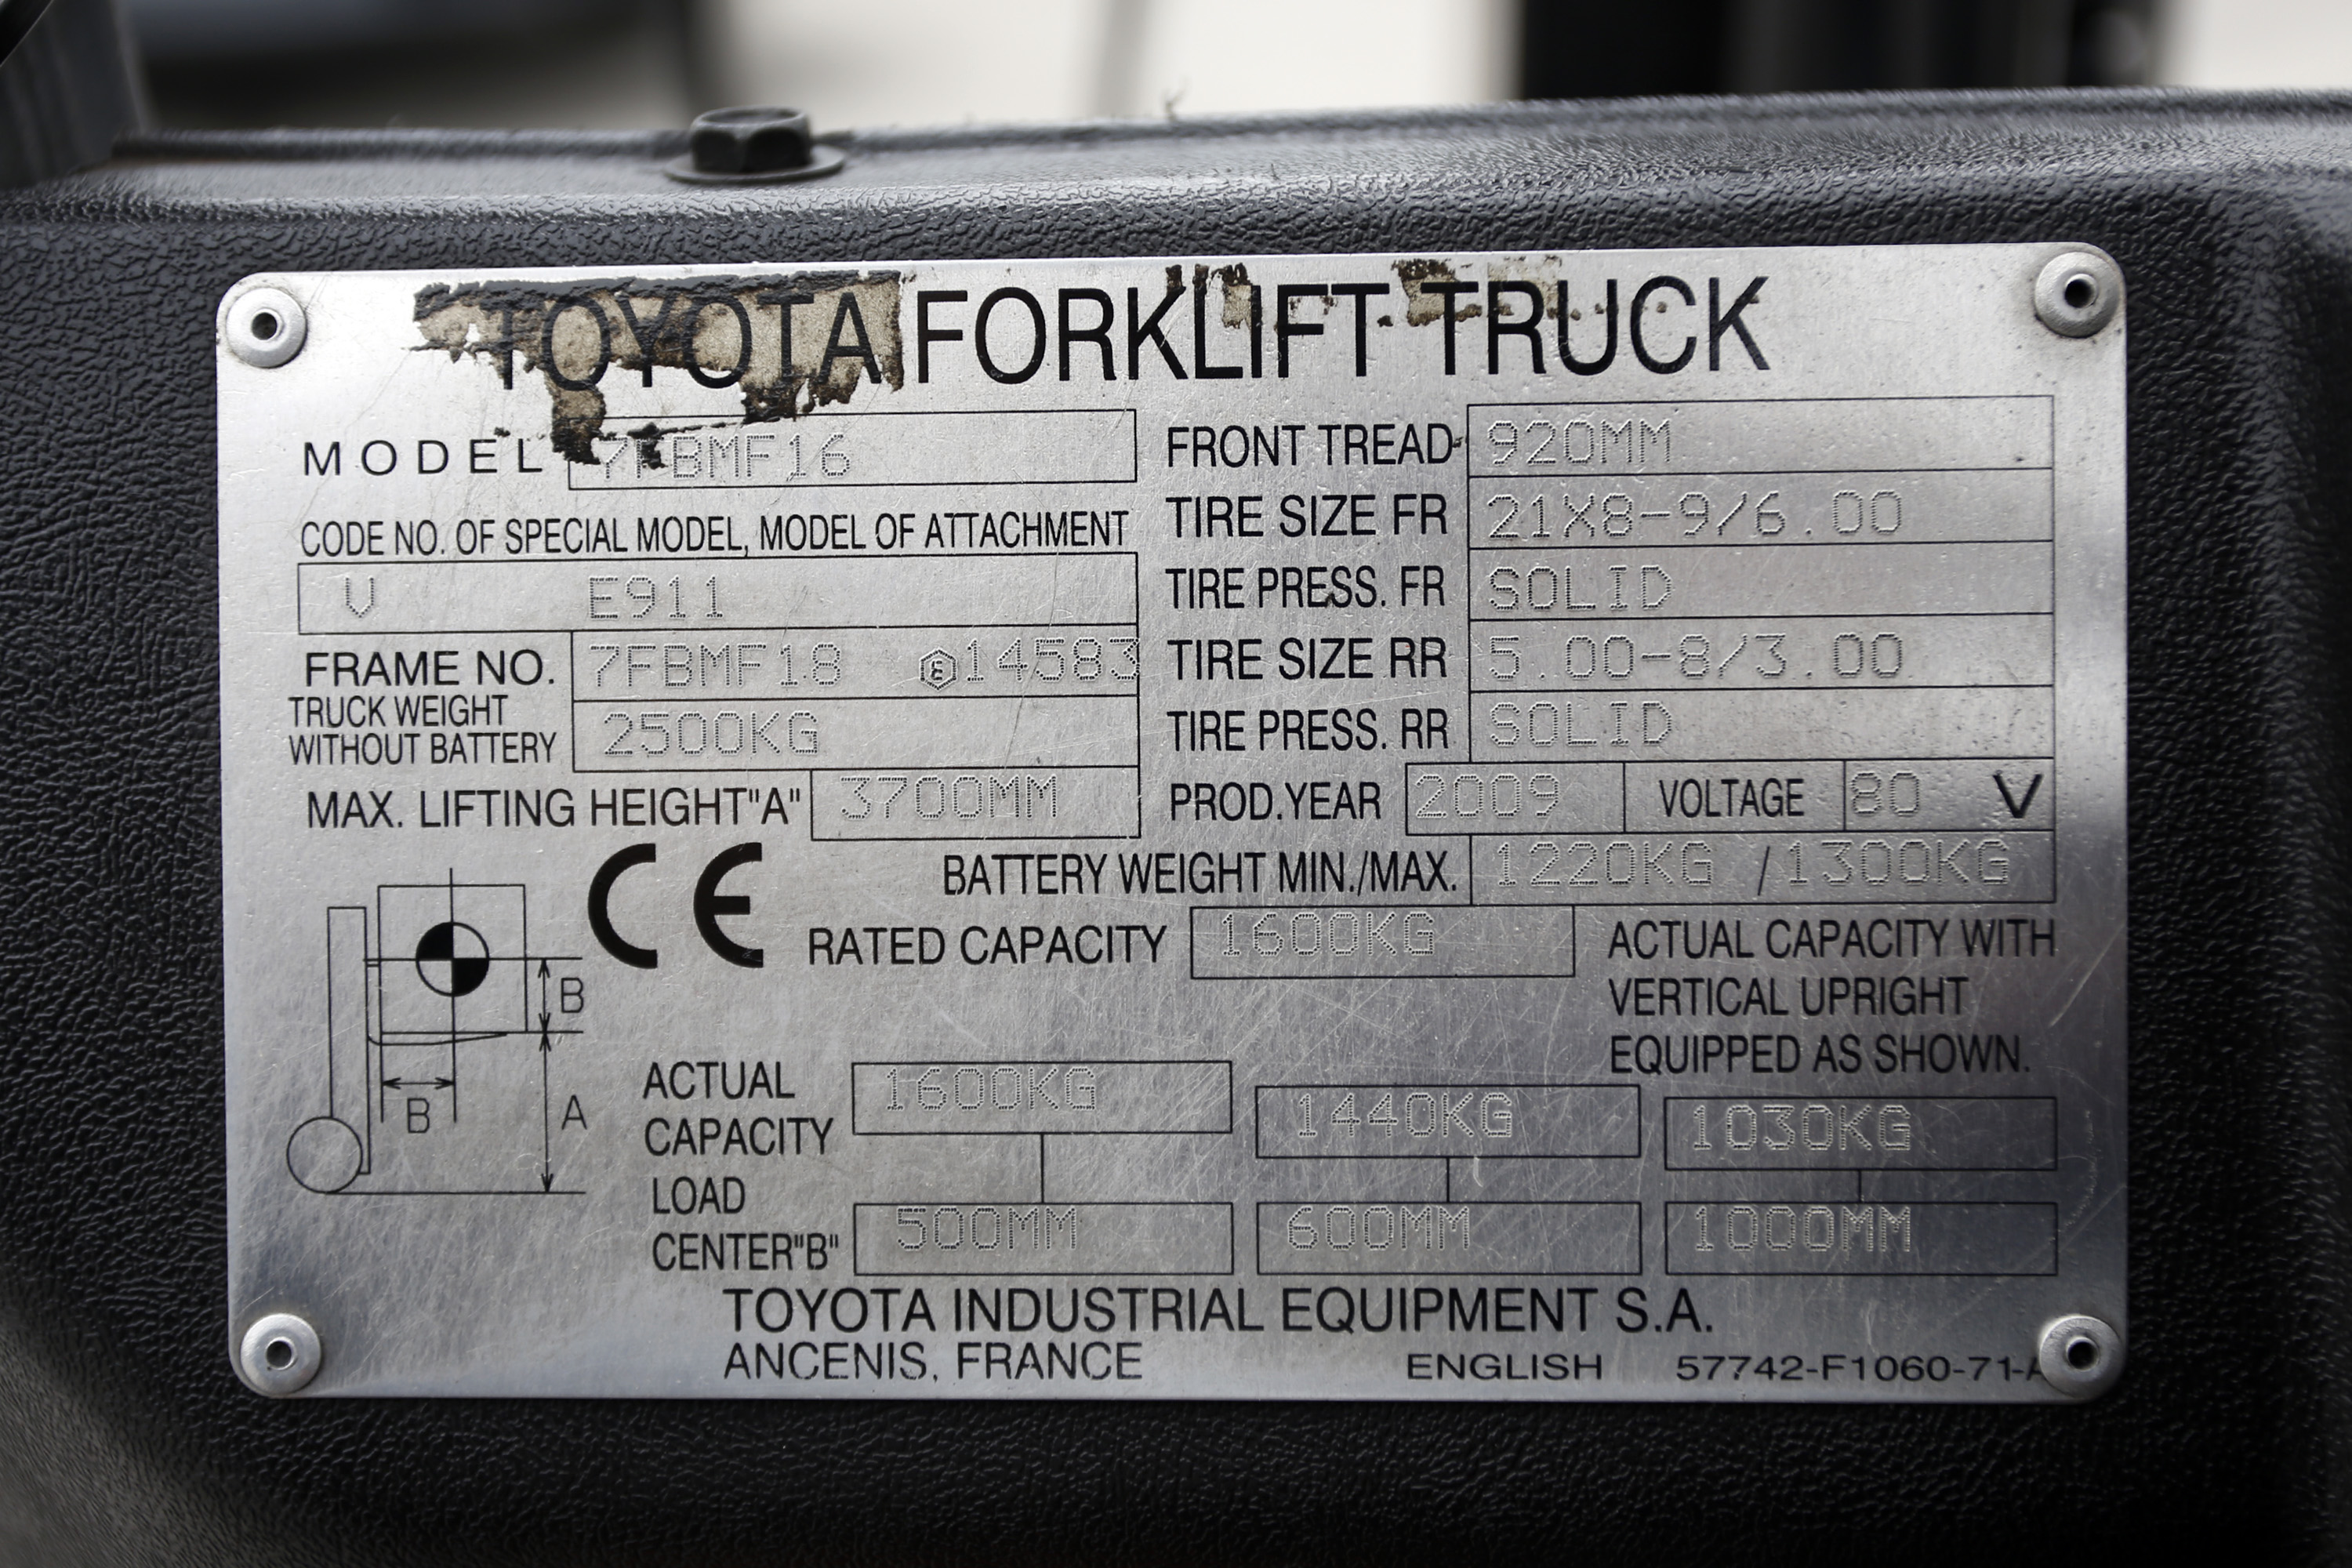 TOYOTA FORKLIFT TRUCK
MODEL 7FBMF16
CODE NO. OF SPECIAL MODEL, MODEL OF ATTACHMENT
V E911
FRAME NO. 7FBMF18 E14583
TRUCK WEIGHT
WITHOUT BATTERY 2500KG
MAX. LIFTING HEIGHT"A" 3700MM
FRONT TREAD 920MM
TIRE SIZE FR 21X8-9/6.00
TIRE PRESS. FR SOLID
TIRE SIZE RR 5.00-8/3.00
TIRE PRESS. RR SOLID
PROD.YEAR 2009 VOLTAGE 80 V
BATTERY WEIGHT MIN./MAX. 1220KG /1300KG
CE
RATED CAPACITY 1600KG
ACTUAL CAPACITY WITH
VERTICAL UPRIGHT
EQUIPPED AS SHOWN.
B
B
A
ACTUAL
CAPACITY 1600KG 1440KG 1030KG
LOAD
CENTER"B" 500MM 600MM 1000MM
TOYOTA INDUSTRIAL EQUIPMENT S.A.
ANCENIS, FRANCE ENGLISH 57742-F1060-71-A